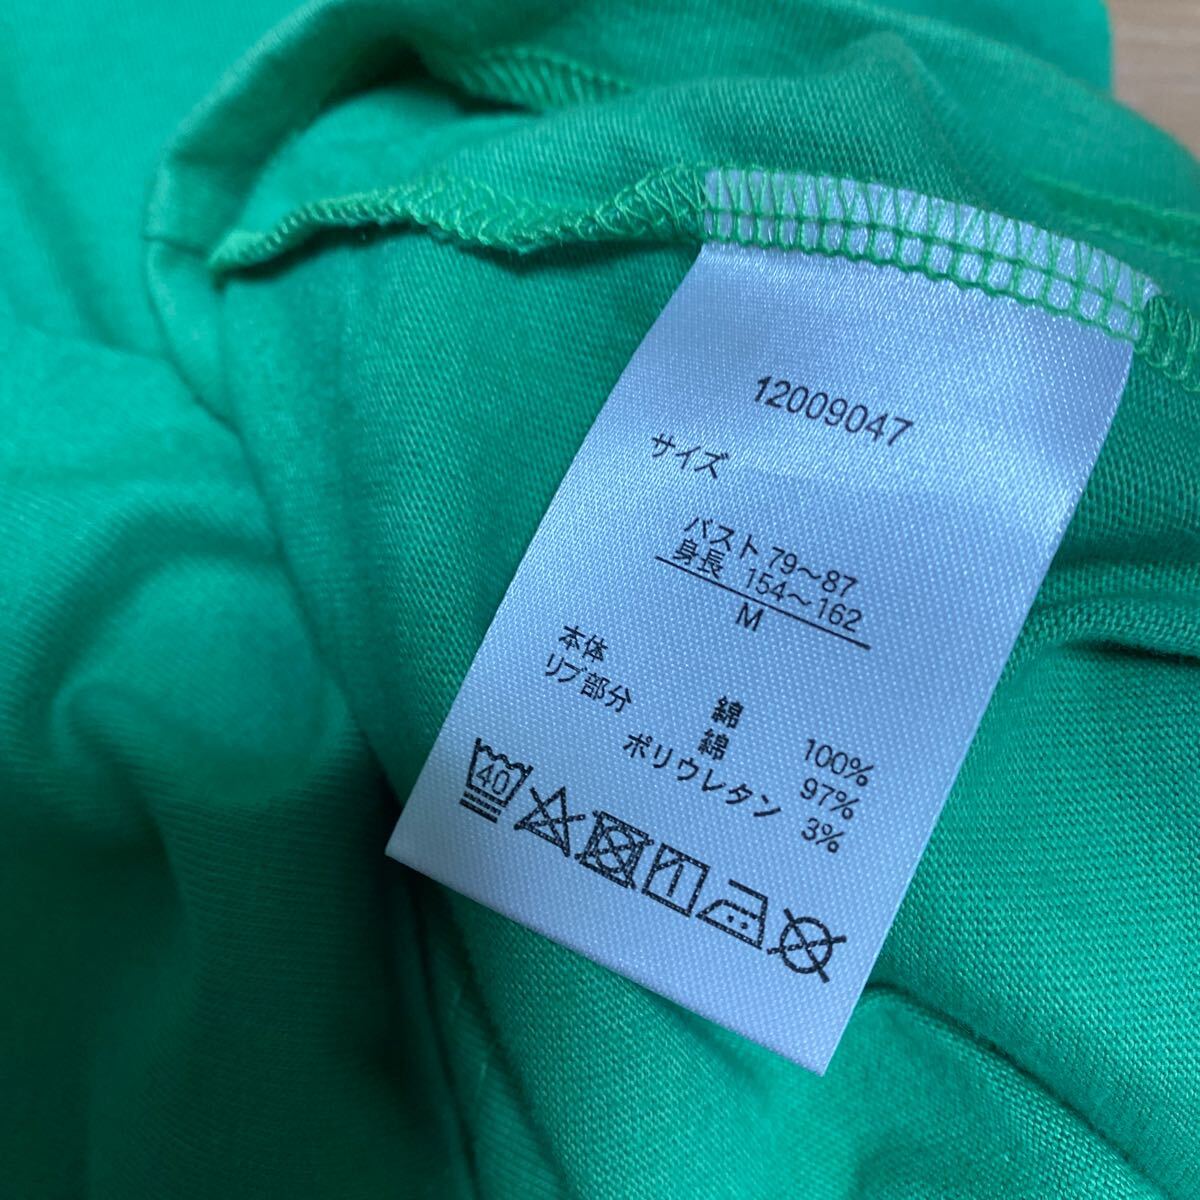 12009047
サイズ
バスト 79～87
身長 154～162
M
本体 綿 100%
リブ部分 綿 97%
ポリウレタン 3%
40